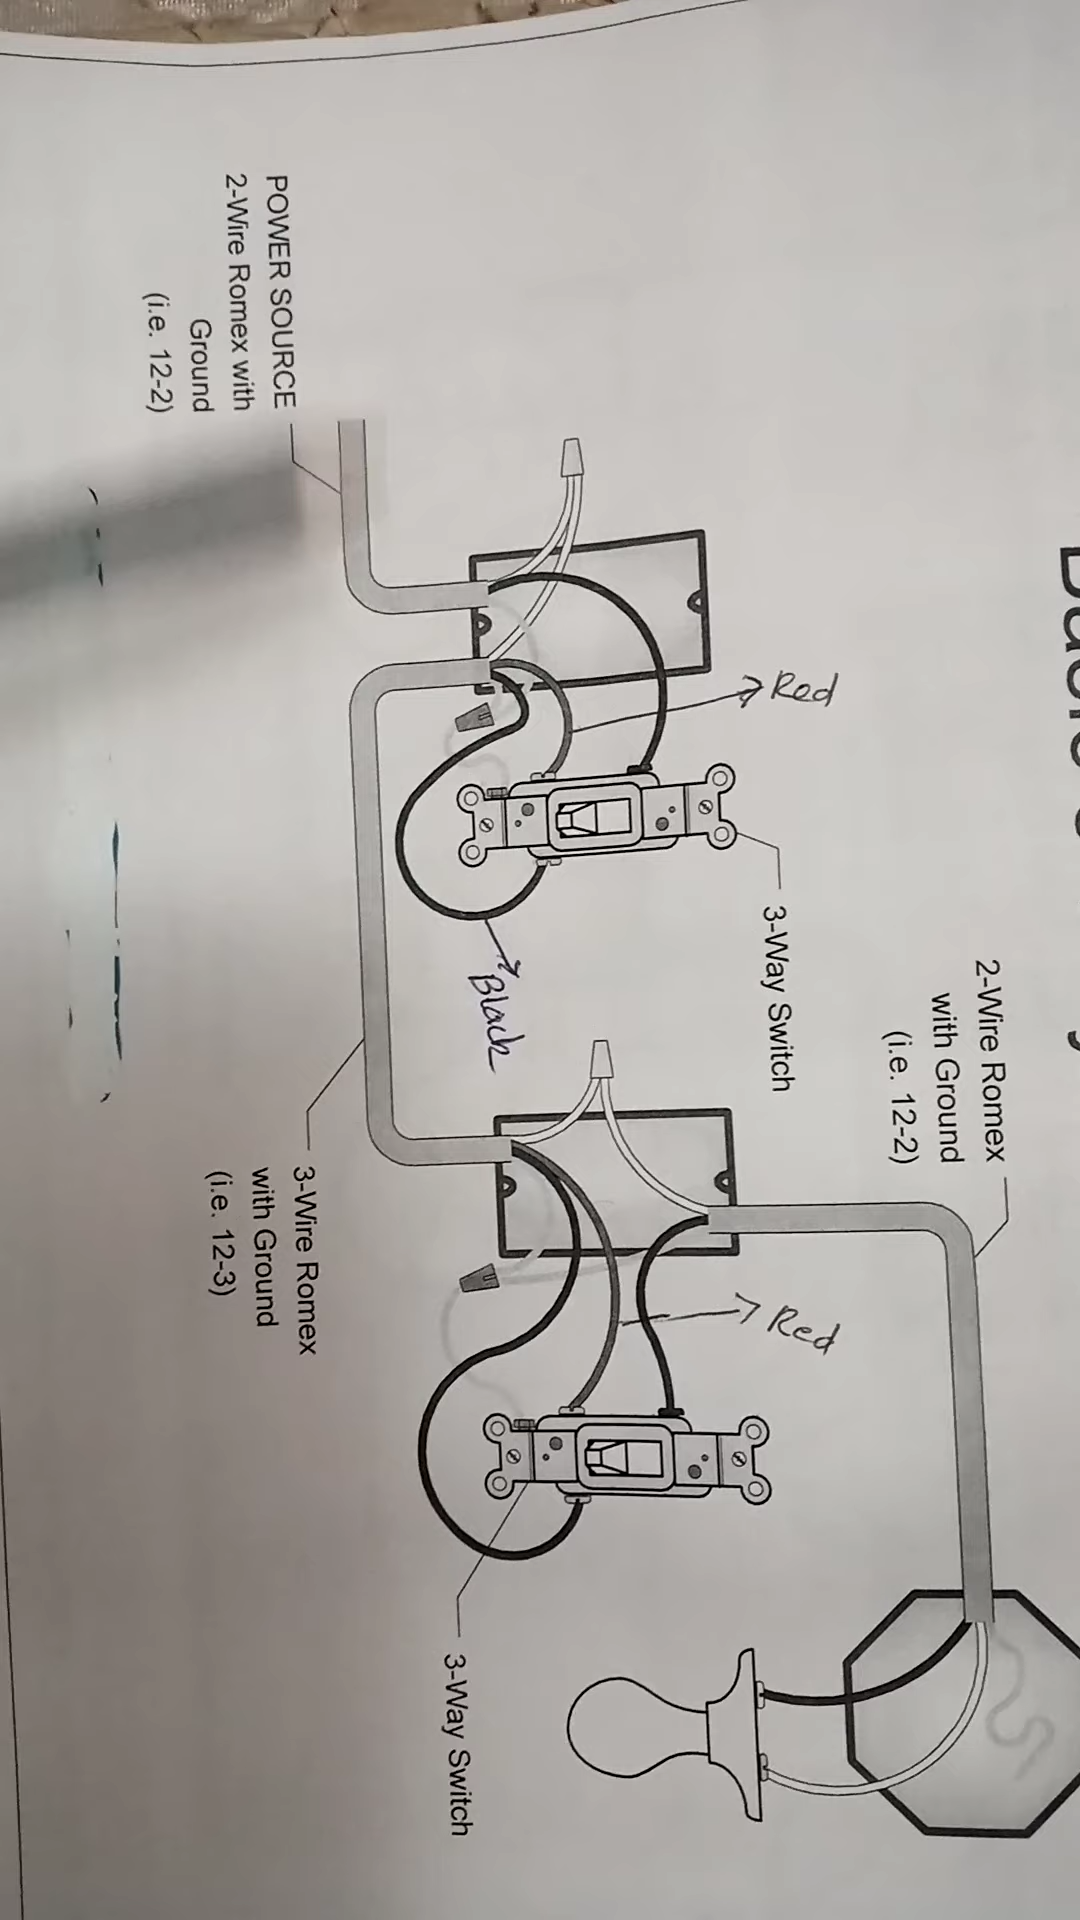 POWER SOURCE
2-Wire Romex with
Ground
(i.e. 12-2)
Red
3-Way Switch
Black
2-Wire Romex
with Ground
(i.e. 12-2)
3-Wire Romex
with Ground
(i.e. 12-3)
Red
3-Way Switch